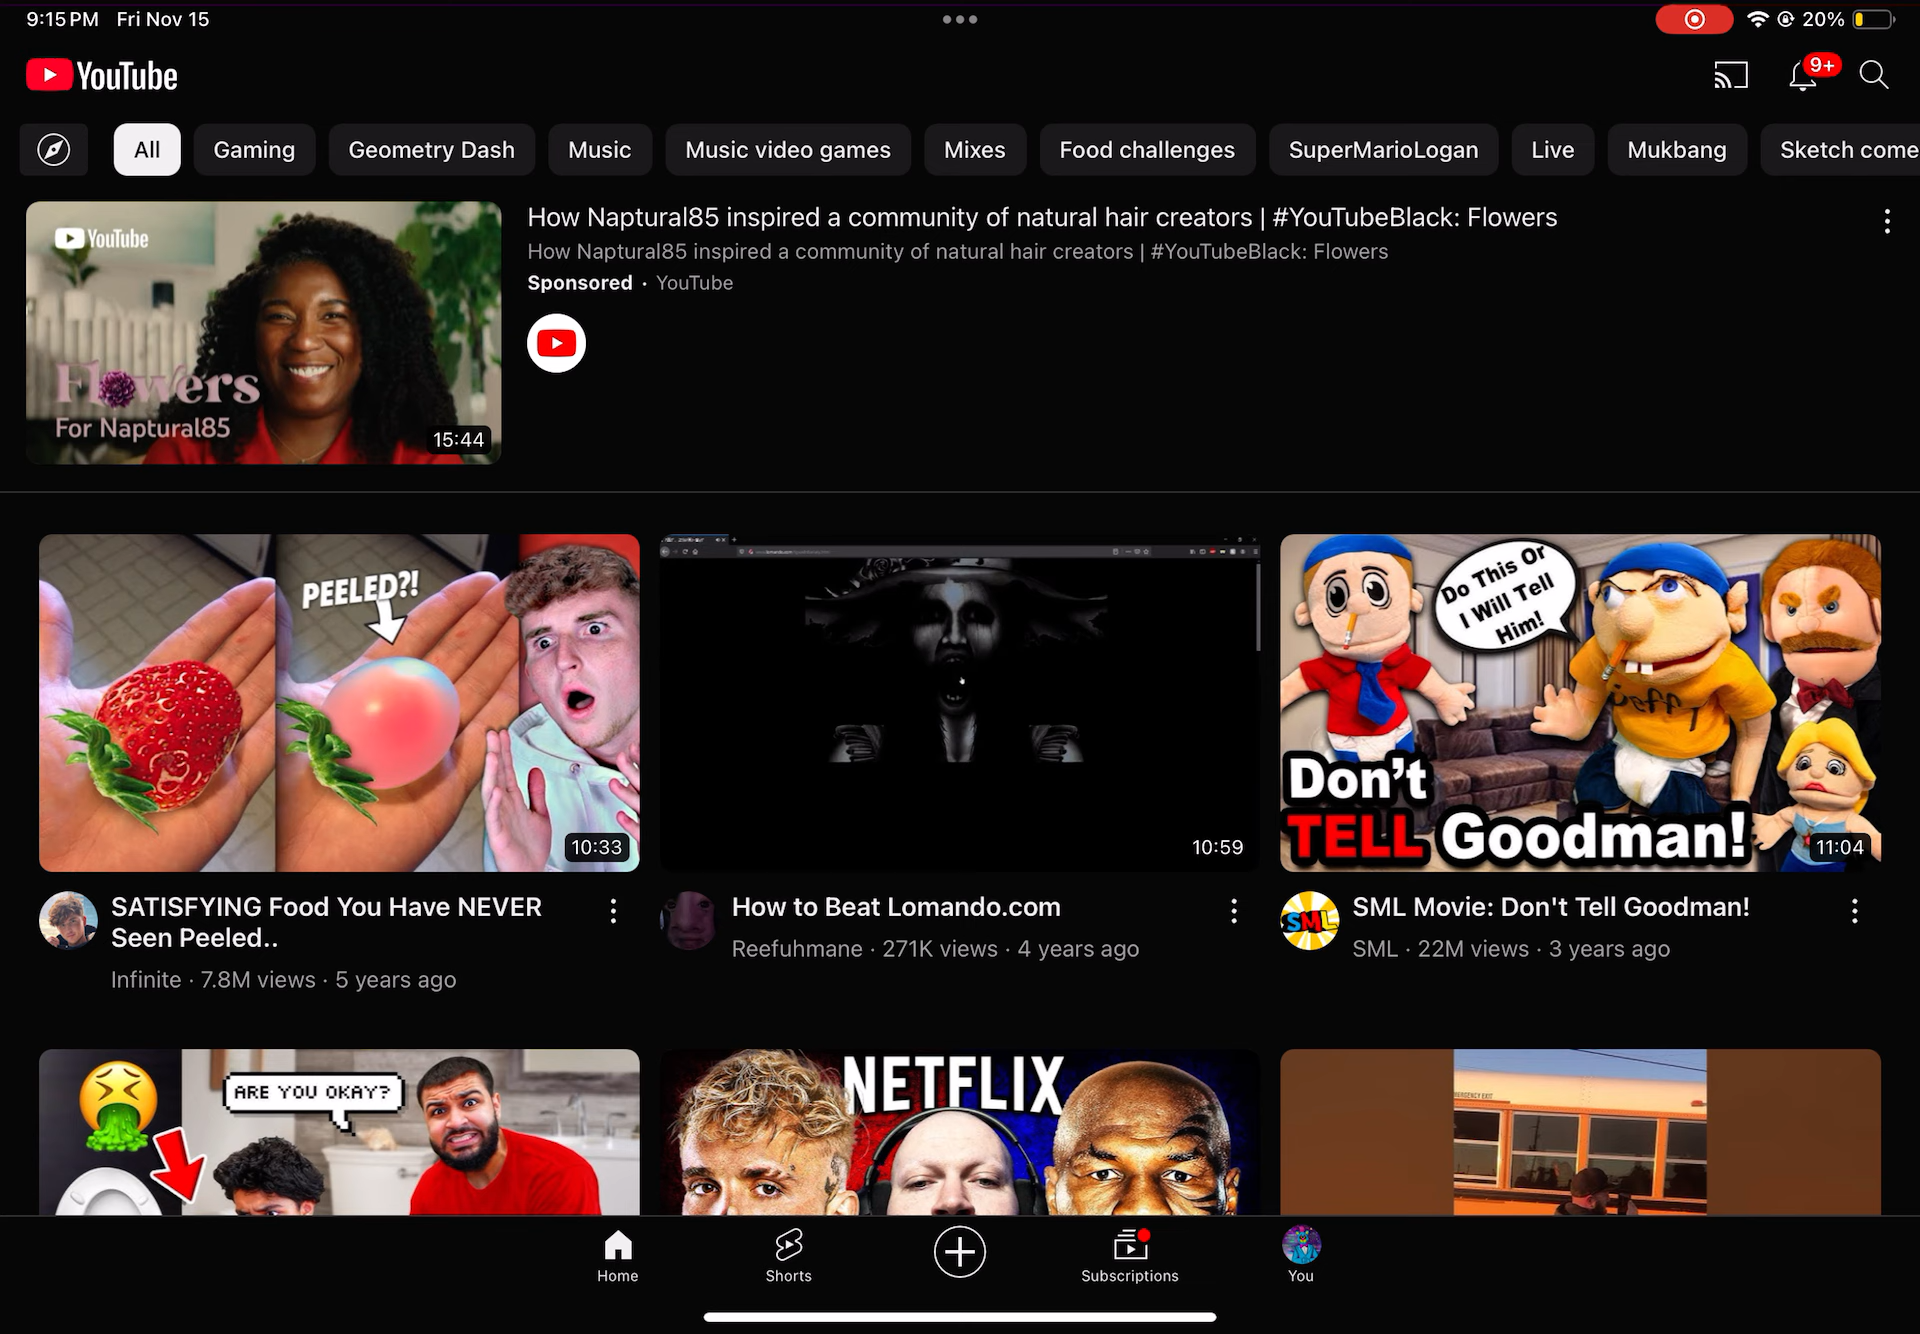 9:15 PM Fri Nov 15
20%
YouTube
9+
All
Gaming
Geometry Dash
Music
Music video games
Mixes
Food challenges
SuperMarioLogan
Live
Mukbang
Sketch come
YouTube
Flowers
For Naptural85
15:44
How Naptural85 inspired a community of natural hair creators | #YouTubeBlack: Flowers
How Naptural85 inspired a community of natural hair creators | #YouTubeBlack: Flowers
Sponsored · YouTube
PEELED?!
10:33
10:59
Do This Or
I Will Tell
Him!
Jeffy
Don't
TELL Goodman!
11:04
SATISFYING Food You Have NEVER
Seen Peeled..
Infinite · 7.8M views · 5 years ago
How to Beat Lomando.com
Reefuhmane · 271K views · 4 years ago
SML
SML Movie: Don't Tell Goodman!
SML · 22M views · 3 years ago
ARE YOU OKAY?
NETFLIX
EMERGENCY EXIT
Home
Shorts
Subscriptions
You